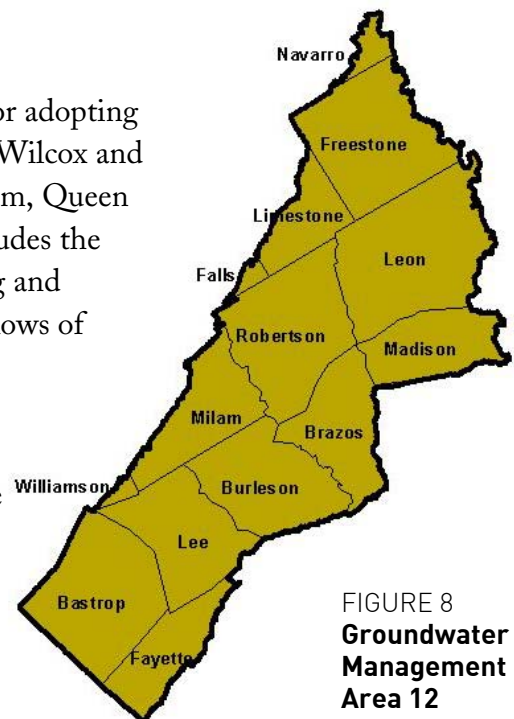 or adopting
Wilcox and
m, Queen
udes the
g and
lows of
Navarro
Freestone
Limestone
Leon
Falls
Robertson
Madison
Milam
Brazos
Williamson
Burleson
Lee
Bastrop
Fayette
FIGURE 8
Groundwater
Management
Area 12